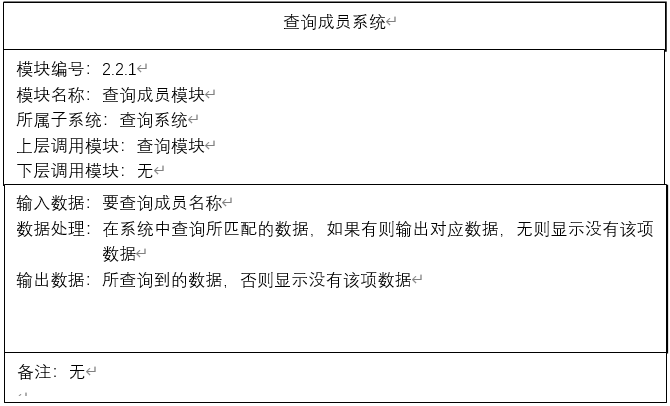 查询成员系统
模块编号：2.2.1
模块名称：查询成员模块
所属子系统：查询系统
上层调用模块：查询模块
下层调用模块：无
输入数据：要查询成员名称
数据处理：在系统中查询所匹配的数据，如果有则输出对应数据，无则显示没有该项
数据
输出数据：所查询到的数据，否则显示没有该项数据
备注：无